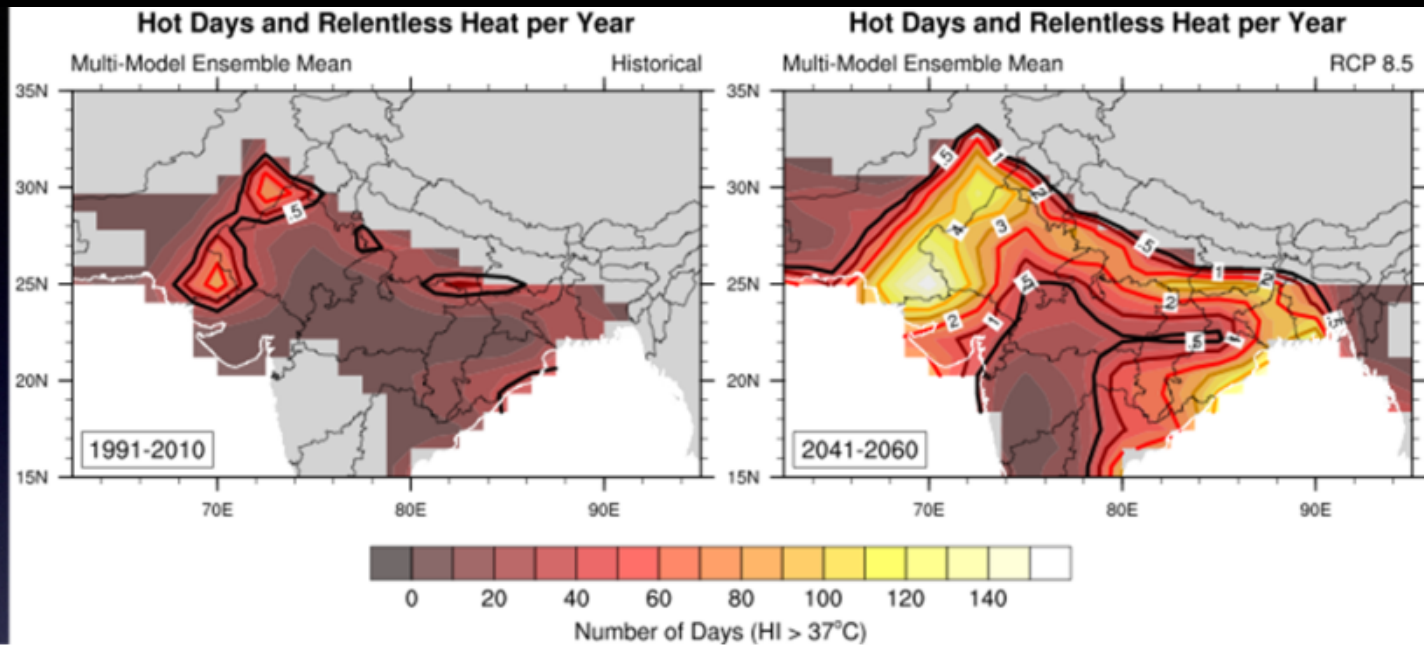 Hot Days and Relentless Heat per Year
Multi-Model Ensemble Mean Historical
35N
30N
25N
20N
15N
.5
1991-2010
70E 80E 90E
Hot Days and Relentless Heat per Year
Multi-Model Ensemble Mean RCP 8.5
35N
30N
25N
20N
15N
.5 1
2
.4 3 .5
1 2
.5 2
2 1 .5
.5 1
2041-2060
70E 80E 90E
0 20 40 60 80 100 120 140
Number of Days (HI > 37°C)